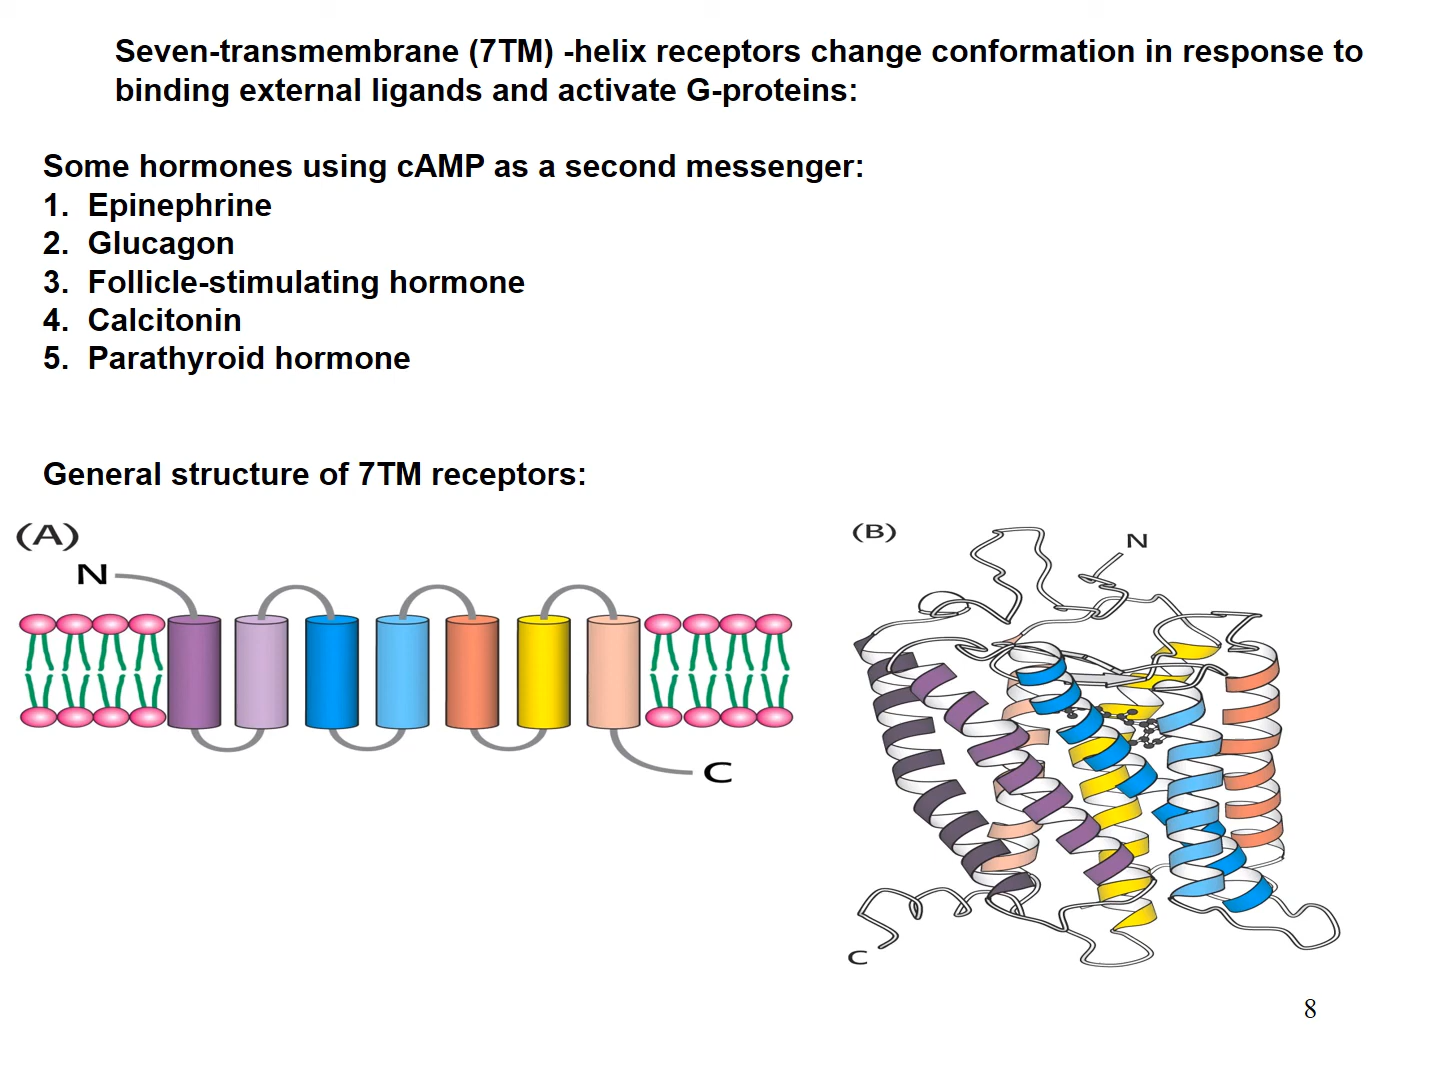 Seven-transmembrane (7TM) -helix receptors change conformation in response to
binding external ligands and activate G-proteins:
Some hormones using cAMP as a second messenger:
1. Epinephrine
2. Glucagon
3. Follicle-stimulating hormone
4. Calcitonin
5. Parathyroid hormone
General structure of 7TM receptors:
(A)
N
C
(B)
N
C
8